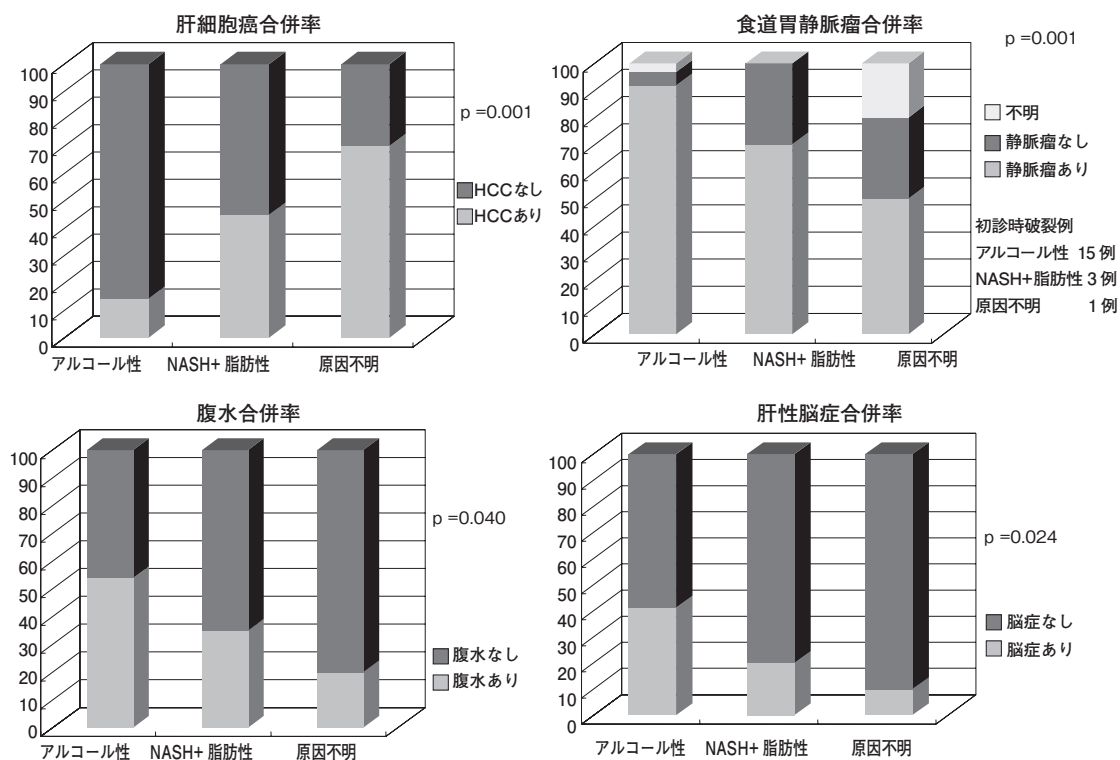 肝細胞癌合併率
100
90
80
70
60
50
40
30
20
10
0
アルコール性 NASH+ 脂肪性 原因不明
p =0.001
HCCなし
HCCあり
食道胃静脈瘤合併率
p =0.001
100
90
80
70
60
50
40
30
20
10
0
アルコール性 NASH+ 脂肪性 原因不明
不明
静脈瘤なし
静脈瘤あり
初診時破裂例
アルコール性 15 例
NASH+脂肪性 3 例
原因不明 1 例
腹水合併率
100
90
80
70
60
50
40
30
20
10
0
アルコール性 NASH+ 脂肪性 原因不明
p =0.040
腹水なし
腹水あり
肝性脳症合併率
100
90
80
70
60
50
40
30
20
10
0
アルコール性 NASH+ 脂肪性 原因不明
p =0.024
脳症なし
脳症あり